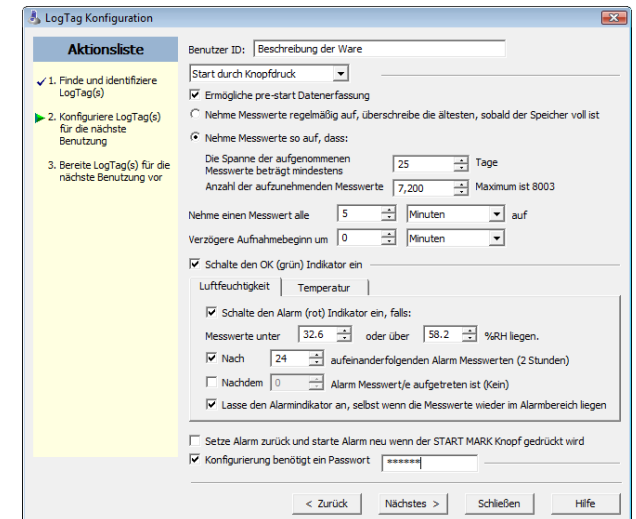 LogTag Konfiguration
Aktionsliste
1. Finde und identifiziere
LogTag(s)
2. Konfiguriere LogTag(s)
für die nächste
Benutzung
3. Bereite LogTag(s) für die
nächste Benutzung vor
Benutzer ID: Beschreibung der Ware
Start durch Knopfdruck
Ermögliche pre-start Datenerfassung
Nehme Messwerte regelmäßig auf, überschreibe die ältesten, sobald der Speicher voll ist
Nehme Messwerte so auf, dass:
Die Spanne der aufgenommenen
Messwerte beträgt mindestens 25 Tage
Anzahl der aufzunehmenden Messwerte 7,200 Maximum ist 8003
Nehme einen Messwert alle 5 Minuten auf
Verzögere Aufnahmebeginn um 0 Minuten
Schalte den OK (grün) Indikator ein
Luftfeuchtigkeit Temperatur
Schalte den Alarm (rot) Indikator ein, falls:
Messwerte unter 32.6 oder über 58.2 %RH liegen.
Nach 24 aufeinanderfolgenden Alarm Messwerten (2 Stunden)
Nachdem 0 Alarm Messwert/e aufgetreten ist (Kein)
Lasse den Alarmindikator an, selbst wenn die Messwerte wieder im Alarmbereich liegen
Setze Alarm zurück und starte Alarm neu wenn der START MARK Knopf gedrückt wird
Konfigurierung benötigt ein Passwort ******
< Zurück Nächstes > Schließen Hilfe